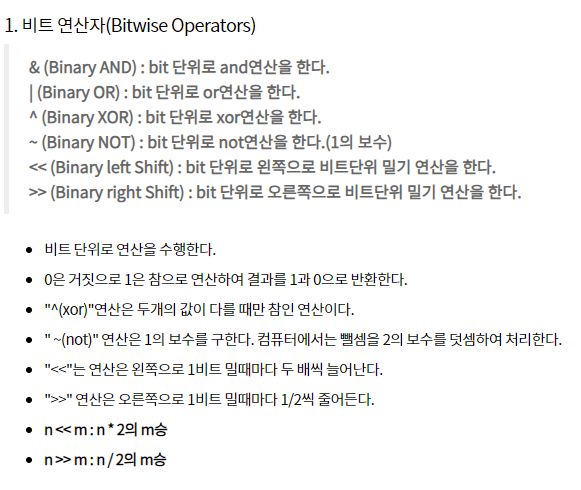 1. 비트 연산자(Bitwise Operators)
& (Binary AND) : bit 단위로 and연산을 한다.
| (Binary OR) : bit 단위로 or연산을 한다.
^ (Binary XOR) : bit 단위로 xor연산을 한다.
~ (Binary NOT) : bit 단위로 not연산을 한다.(1의 보수)
<< (Binary left Shift) : bit 단위로 왼쪽으로 비트단위 밀기 연산을 한다.
>> (Binary right Shift) : bit 단위로 오른쪽으로 비트단위 밀기 연산을 한다.
• 비트 단위로 연산을 수행한다.
• 0은 거짓으로 1은 참으로 연산하여 결과를 1과 0으로 반환한다.
• "^(xor)"연산은 두개의 값이 다를 때만 참인 연산이다.
• " ~(not)" 연산은 1의 보수를 구한다. 컴퓨터에서는 뺄셈을 2의 보수를 덧셈하여 처리한다.
• "<<"는 연산은 왼쪽으로 1비트 밀때마다 두 배씩 늘어난다.
• ">>" 연산은 오른쪽으로 1비트 밀때마다 1/2씩 줄어든다.
• n << m : n * 2의 m승
• n >> m : n / 2의 m승